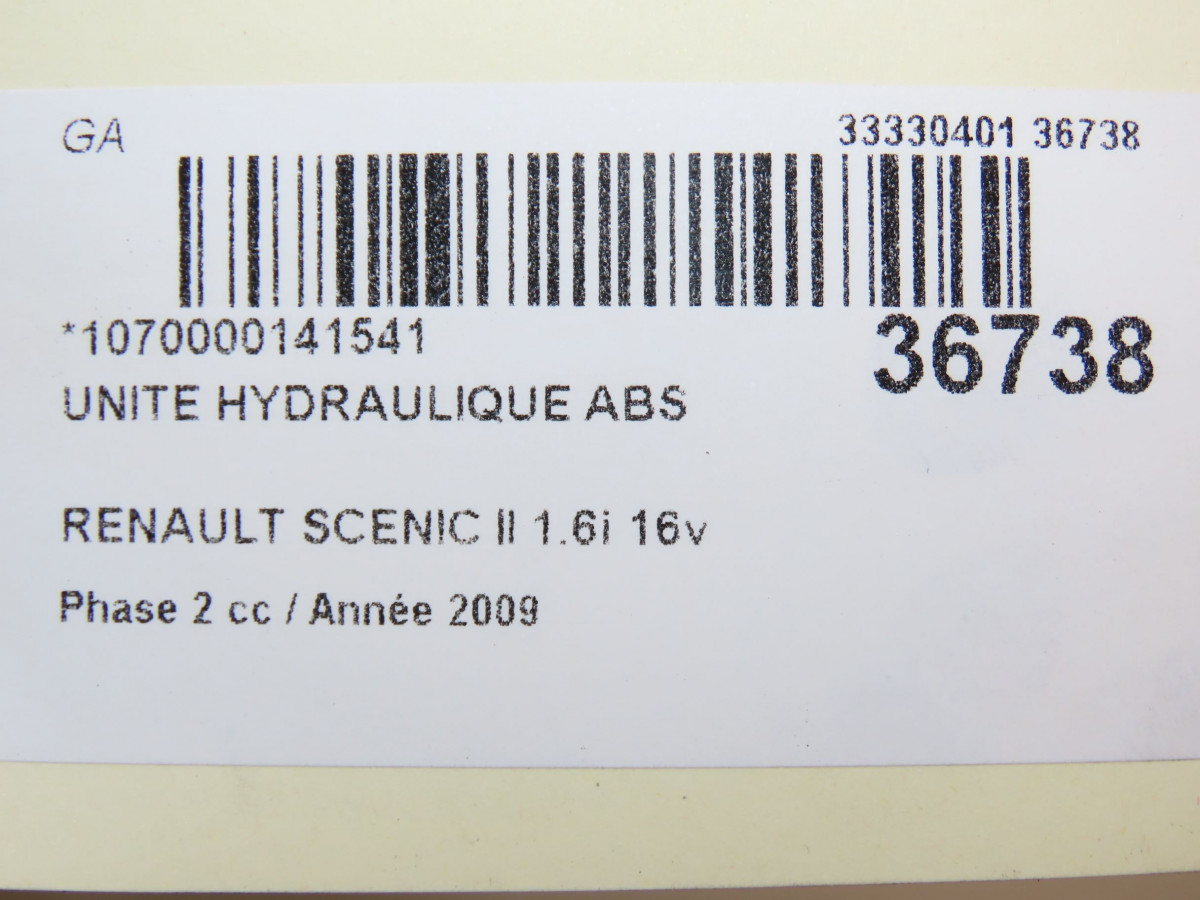 GA
33330401 36738
*1070000141541
36738
UNITE HYDRAULIQUE ABS
RENAULT SCENIC II 1.6i 16v
Phase 2 cc / Année 2009